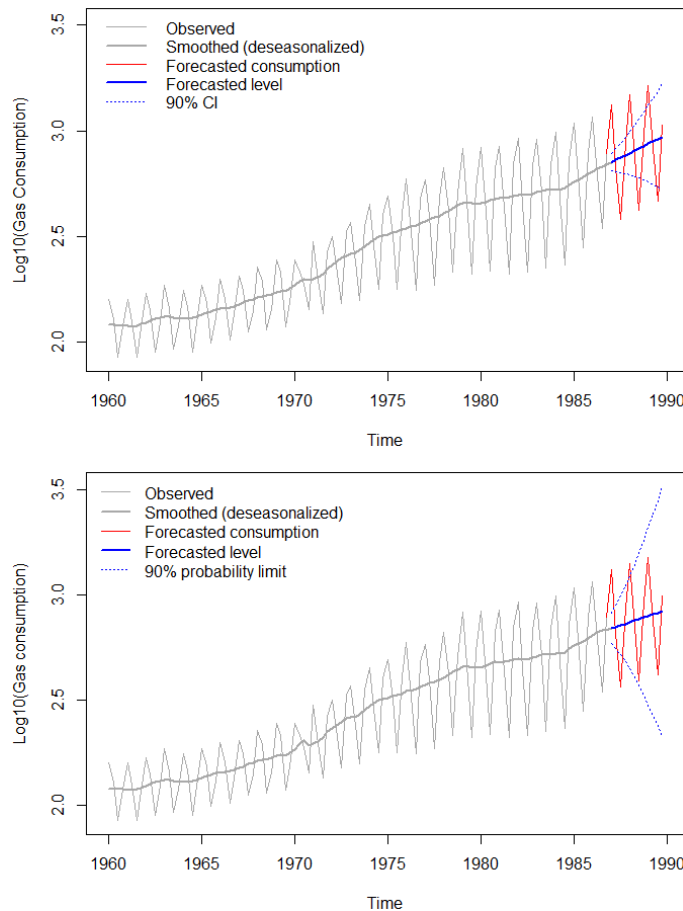 Log10(Gas Consumption)
3.5
3.0
2.5
2.0
Observed
Smoothed (deseasonalized)
Forecasted consumption
Forecasted level
90% CI
1960 1965 1970 1975 1980 1985 1990
Time
Log10(Gas consumption)
3.5
3.0
2.5
2.0
Observed
Smoothed (deseasonalized)
Forecasted consumption
Forecasted level
90% probability limit
1960 1965 1970 1975 1980 1985 1990
Time